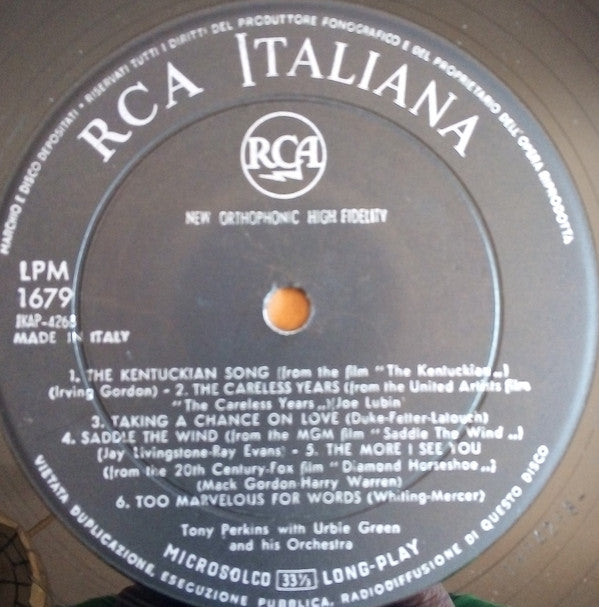 MARCHIO E DISCO DEPOSITATI • RISERVATI TUTTI I DIRITTI DEL PRODUTTORE FONOGRAFICO E DEL PROPRIETARIO DELL'OPERA RIPRODOTTA
RCA ITALIANA
RCA
NEW ORTHOPHONIC HIGH FIDELITY
LPM
1679
JKAP-4268
MADE IN ITALY
1. THE KENTUCKIAN SONG (from the film "The Kentuckian„)
(Irving Gordon) - 2. THE CARELESS YEARS (from the United Artists film
"The Careless Years„)(Joe Lubin)
3. TAKING A CHANCE ON LOVE (Duke-Fetter-Latouch)
4. SADDLE THE WIND (from the MGM film "Saddle The Wind„)
(Jay Livingstone-Ray Evans) - 5. THE MORE I SEE YOU
(from the 20th Century-Fox film "Diamond Horseshoe„)
(Mack Gordon-Harry Warren)
6. TOO MARVELOUS FOR WORDS (Whiting-Mercer)
Tony Perkins with Urbie Green
and his Orchestra
MICROSOLCO 33⅓ LONG-PLAY
VIETATA DUPLICAZIONE, ESECUZIONE PUBBLICA, RADIODIFFUSIONE DI QUESTO DISCO